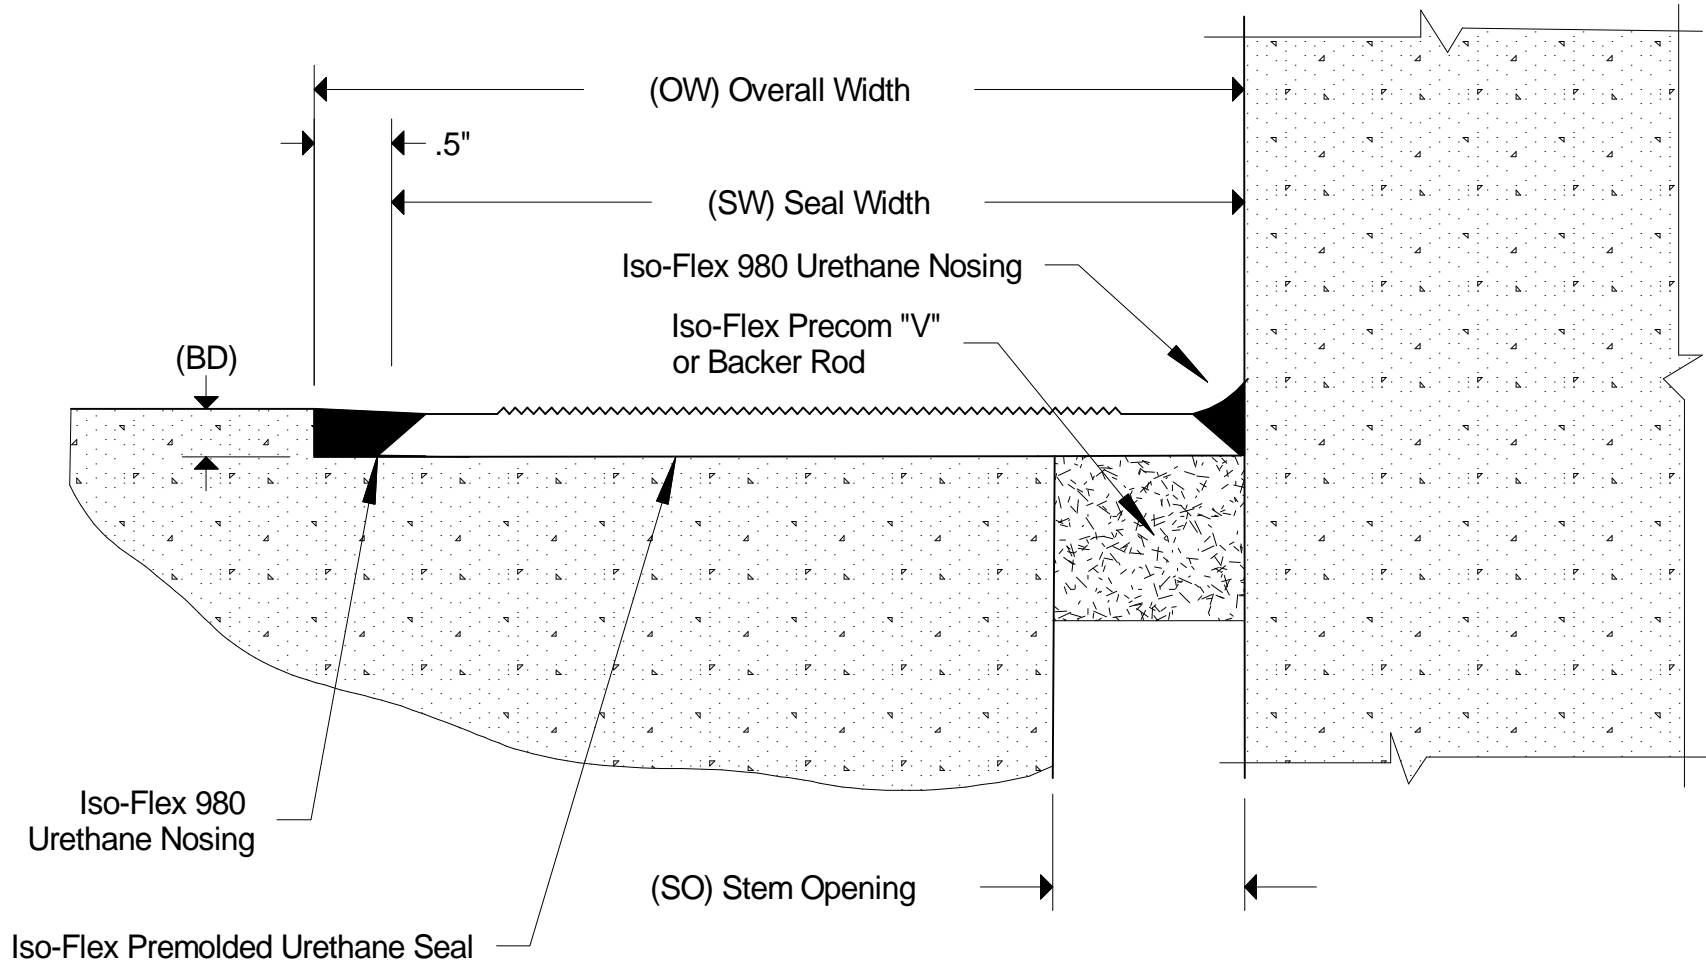 (OW) Overall Width
.5"
(SW) Seal Width
Iso-Flex 980 Urethane Nosing
Iso-Flex Precom "V"
or Backer Rod
(BD)
Iso-Flex 980
Urethane Nosing
(SO) Stem Opening
Iso-Flex Premolded Urethane Seal